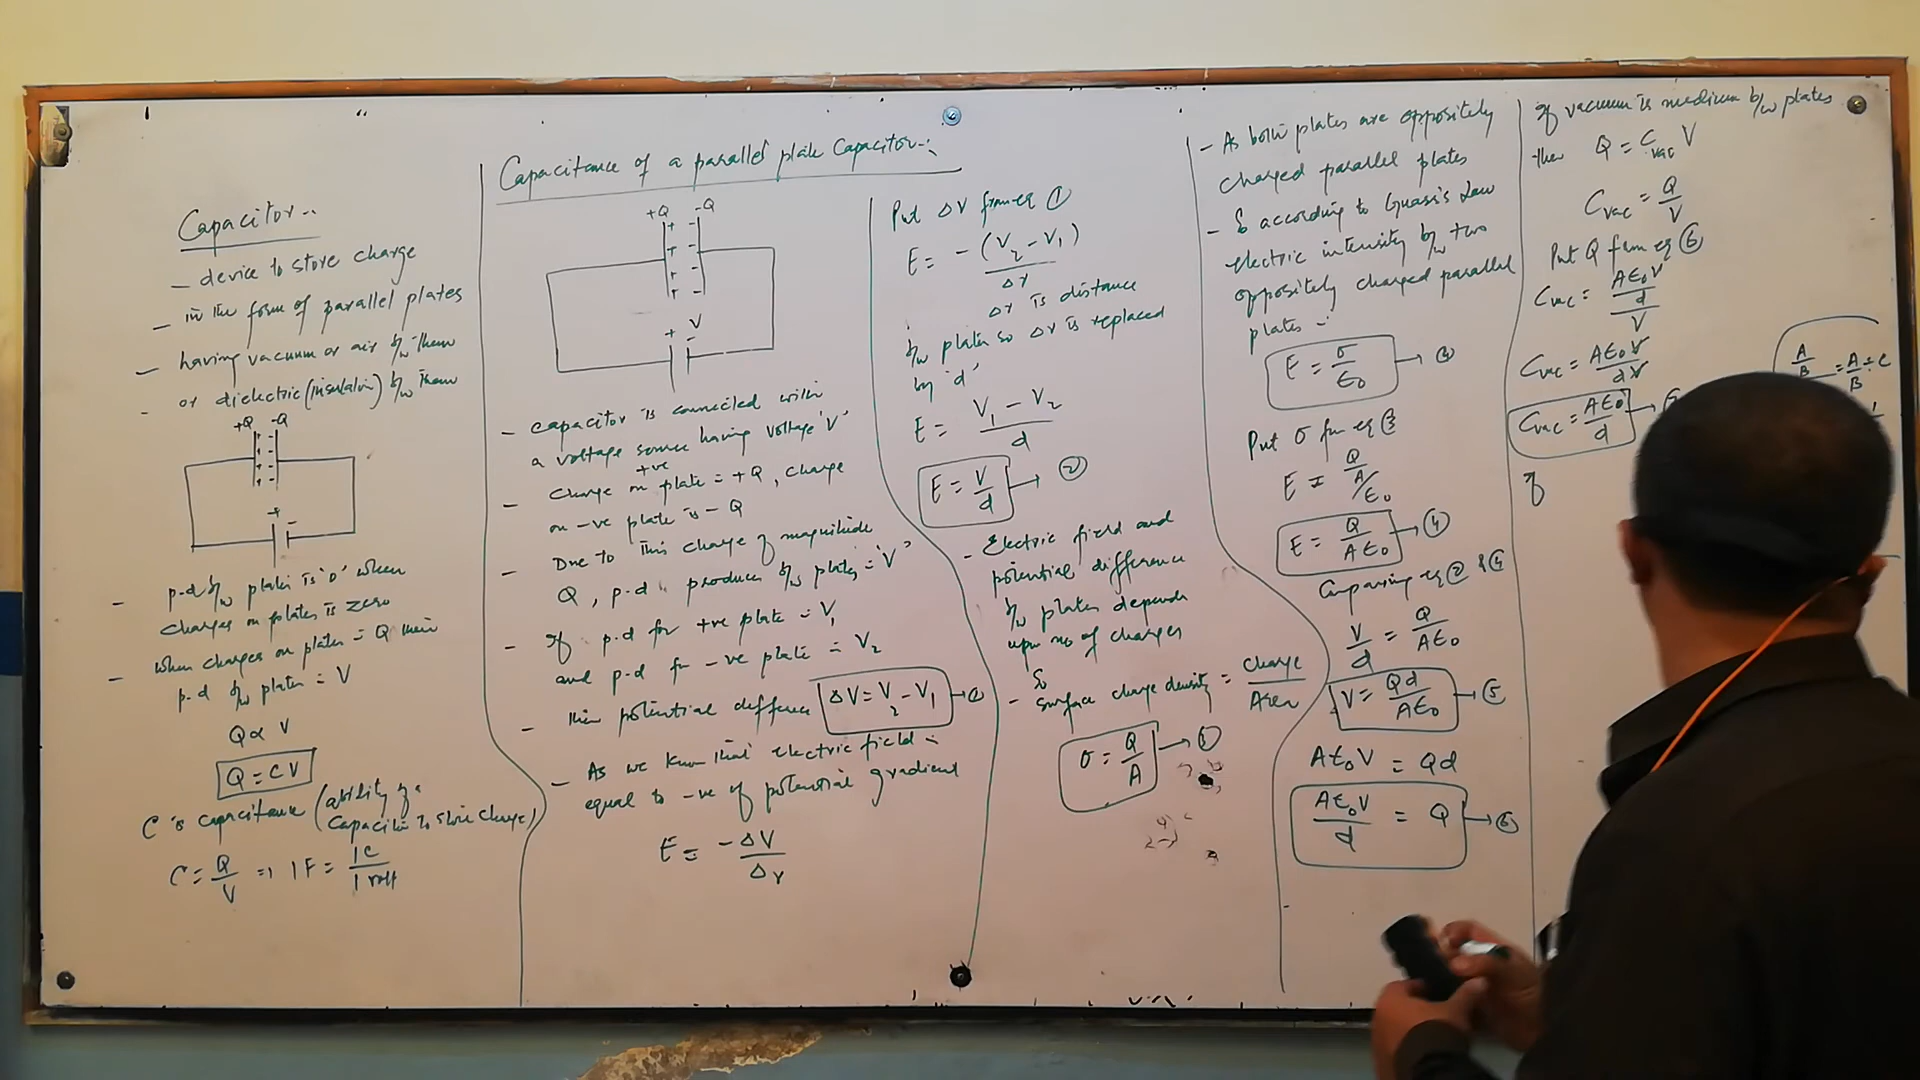 Capacitor:-
- device to store charge
- in the form of parallel plates
- having vacuum or air b/w them
- or dielectric (insulator) b/w them
+Q -Q
+ -
- p.d b/w plates is 'o' when
charges on plates is zero
- when charges on plates = Q then
p.d b/w plates = V
Q ∝ V
Q = CV
C is capacitance (ability of a
capacitor to store charge)
C = Q/V => 1 F = 1C/1 volt
Capacitance of a parallel plate Capacitor:-
+Q -Q
+ V -
- capacitor is connected with
a voltage source having voltage 'V'
- charge on +ve plate = +Q, charge
on -ve plate is -Q
- Due to this charge of magnitude
Q, p.d produces b/w plates = 'V'
- If p.d for +ve plate = V₁
and p.d for -ve plate = V₂
- then potential difference ΔV = V₂ - V₁ → ①
- As we know that electric field is
equal to -ve of potential gradient
E = -ΔV/Δr
Put ΔV from eq ①
E = -(V₂ - V₁)/Δr
Δr is distance
b/w plates so Δr is replaced
by 'd'
E = V₁ - V₂/d
E = V/d → ②
- Electric field and
potential difference
b/w plates depends
upon no of charges
So
- surface charge density = charge/Area
σ = Q/A → ③
- As both plates are oppositely
charged parallel plates
- So according to Guass's Law
electric intensity b/w two
oppositely charged parallel
plates =
E = σ/ε₀ →
Put σ from eq ③
E = Q/A/ε₀
E = Q/Aε₀ → ④
Comparing eq ② & ④
V/d = Q/Aε₀
V = Qd/Aε₀ → ⑤
Aε₀V = Qd
Aε₀V/d = Q → ⑥
If vacuum is medium b/w plates
then Q = Cvac V
Cvac = Q/V
Put Q from eq ⑥
Cvac = Aε₀V/d/V
Cvac = Aε₀V/dV
Cvac = Aε₀/d →
If
A/B = A/B ÷ C